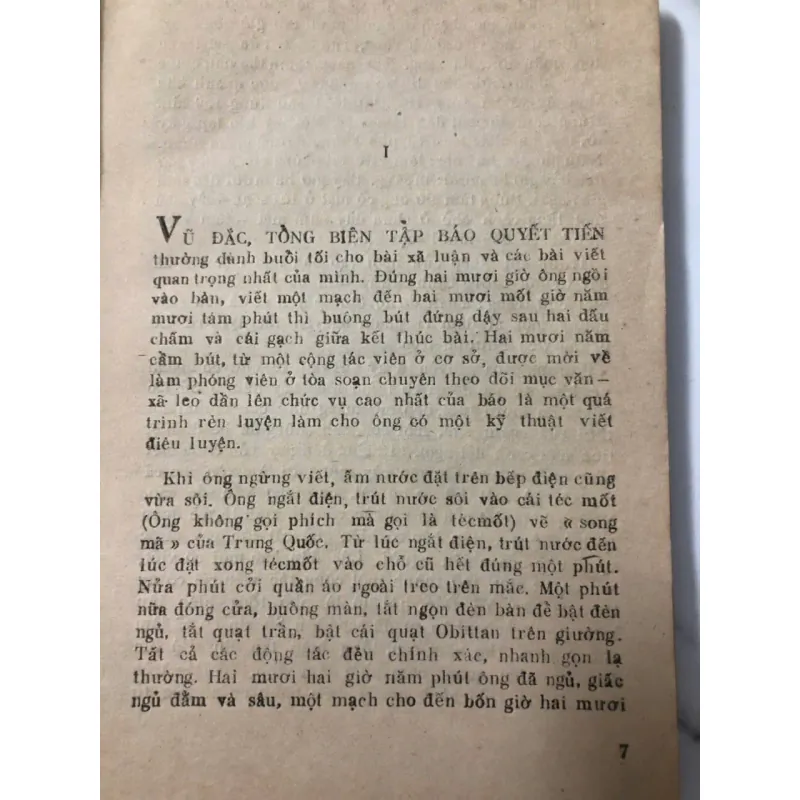 I
VŨ ĐẮC, TỔNG BIÊN TẬP BÁO QUYẾT TIẾN
thường dành buổi tối cho bài xã luận và các bài viết
quan trọng nhất của mình. Đúng hai mươi giờ ông ngồi
vào bàn, viết một mạch đến hai mươi mốt giờ năm
mươi tám phút thì buông bút đứng dậy sau hai dấu
chấm và cái gạch giữa kết thúc bài. Hai mươi năm
cầm bút, từ một cộng tác viên ở cơ sở, được mời về
làm phóng viên ở tòa soạn chuyên theo dõi mục văn —
xã leo dần lên chức vụ cao nhất của báo là một quá
trình rèn luyện làm cho ông có một kỹ thuật viết
điêu luyện.
Khi ông ngừng viết, ấm nước đặt trên bếp điện cũng
vừa sôi. Ông ngắt điện, trút nước sôi vào cái téc mốt
(Ông không gọi phích mà gọi là técmốt) vẽ « song
mã » của Trung Quốc. Từ lúc ngắt điện, trút nước đến
lúc đặt xong técmốt vào chỗ cũ hết đúng một phút.
Nửa phút cởi quần áo ngoài treo trên mắc. Một phút
nữa đóng cửa, buông màn, tắt ngọn đèn bàn để bật đèn
ngủ, tắt quạt trần, bật cái quạt Obittan trên giường.
Tất cả các động tác đều chính xác, nhanh gọn lạ
thường. Hai mươi hai giờ năm phút ông đã ngủ, giấc
ngủ đằm và sâu, một mạch cho đến bốn giờ hai mươi
7